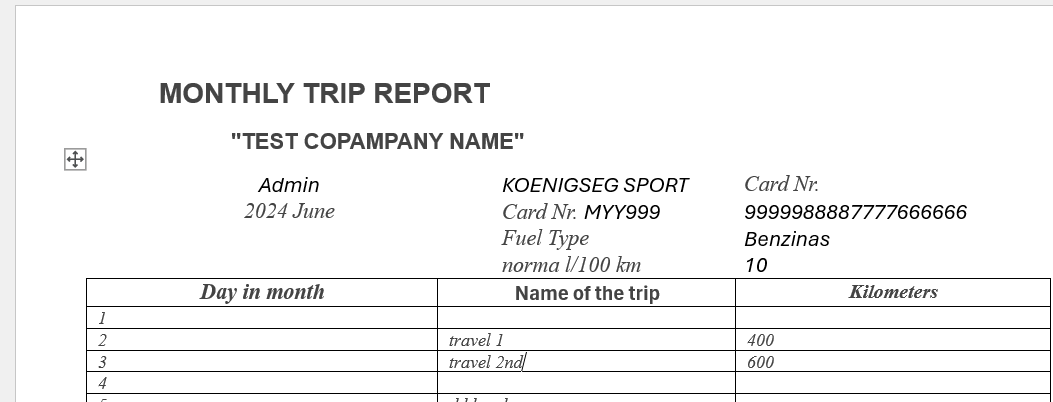 MONTHLY TRIP REPORT
"TEST COPAMPANY NAME"
Admin KOENIGSEG SPORT Card Nr.
2024 June Card Nr. MYY999 9999988887777666666
Fuel Type Benzinas
norma l/100 km 10
Day in month Name of the trip Kilometers
1
2 travel 1 400
3 travel 2nd 600
4